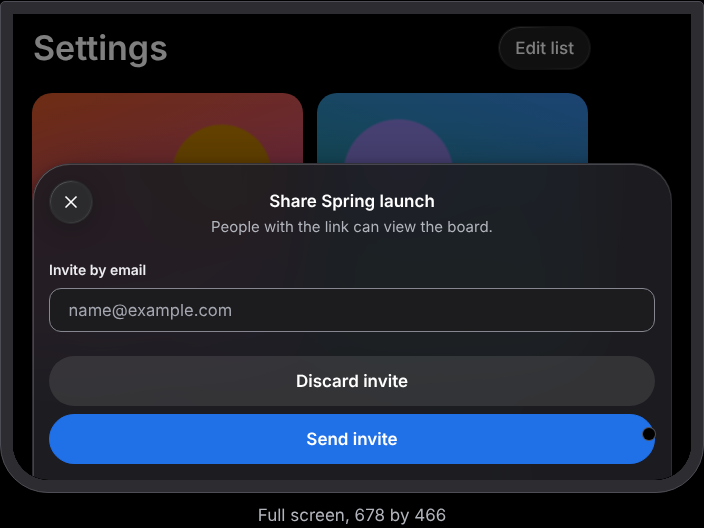 Settings
Edit list
Share Spring launch
People with the link can view the board.
Invite by email
name@example.com
Discard invite
Send invite
Full screen, 678 by 466